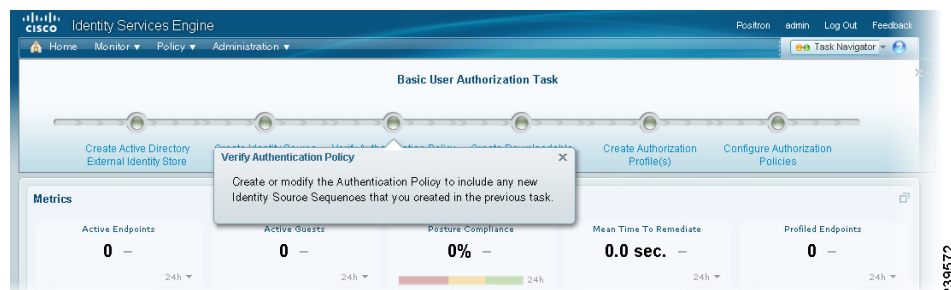 CISCO Identity Services Engine
Positron admin Log Out Feedback
Home Monitor Policy Administration
Task Navigator
Basic User Authorization Task
Create Active Directory
External Identity Store
Create Authorization
Profile(s)
Configure Authorization
Policies
Verify Authentication Policy
Create or modify the Authentication Policy to include any new
Identity Source Sequences that you created in the previous task.
Metrics
Active Endpoints
0 –
24h
Active Guests
0 –
24h
Posture Compliance
0% –
24h
Mean Time To Remediate
0.0 sec. –
24h
Profiled Endpoints
0 –
24h
239572